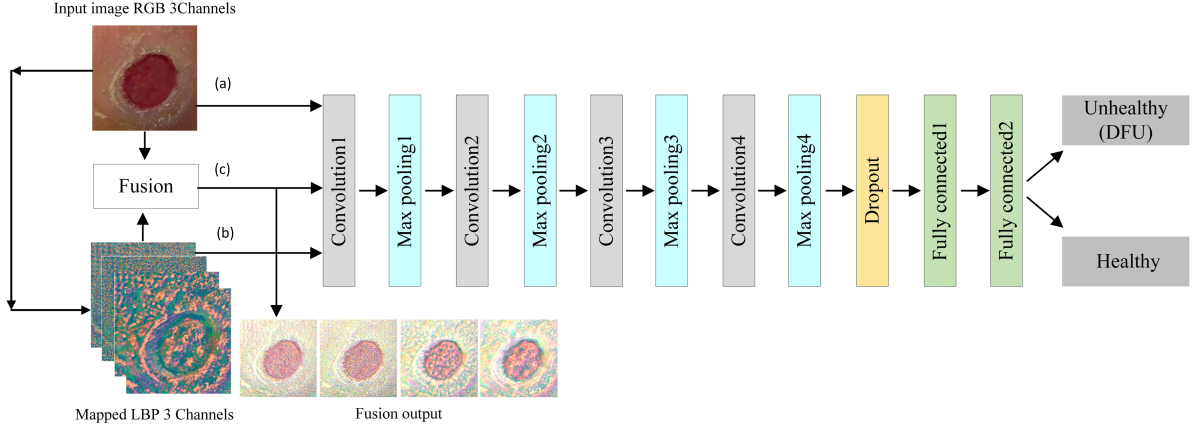 Input image RGB 3Channels
(a)
Fusion
(c)
(b)
Mapped LBP 3 Channels
Fusion output
Convolution1
Max pooling1
Convolution2
Max pooling2
Convolution3
Max pooling3
Convolution4
Max pooling4
Dropout
Fully connected1
Fully connected2
Unhealthy
(DFU)
Healthy